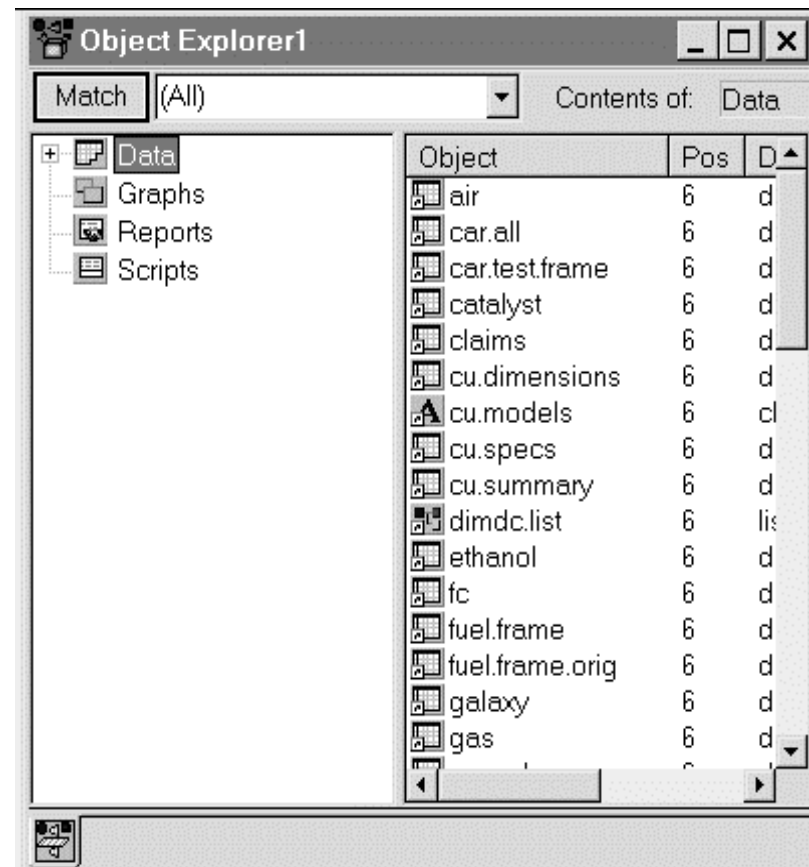 Object Explorer1
Match (All) Contents of: Data
Data
Graphs
Reports
Scripts
Object Pos D
air 6 d
car.all 6 d
car.test.frame 6 d
catalyst 6 d
claims 6 d
cu.dimensions 6 d
cu.models 6 cl
cu.specs 6 d
cu.summary 6 d
dimdc.list 6 lis
ethanol 6 d
fc 6 d
fuel.frame 6 d
fuel.frame.orig 6 d
galaxy 6 d
gas 6 d